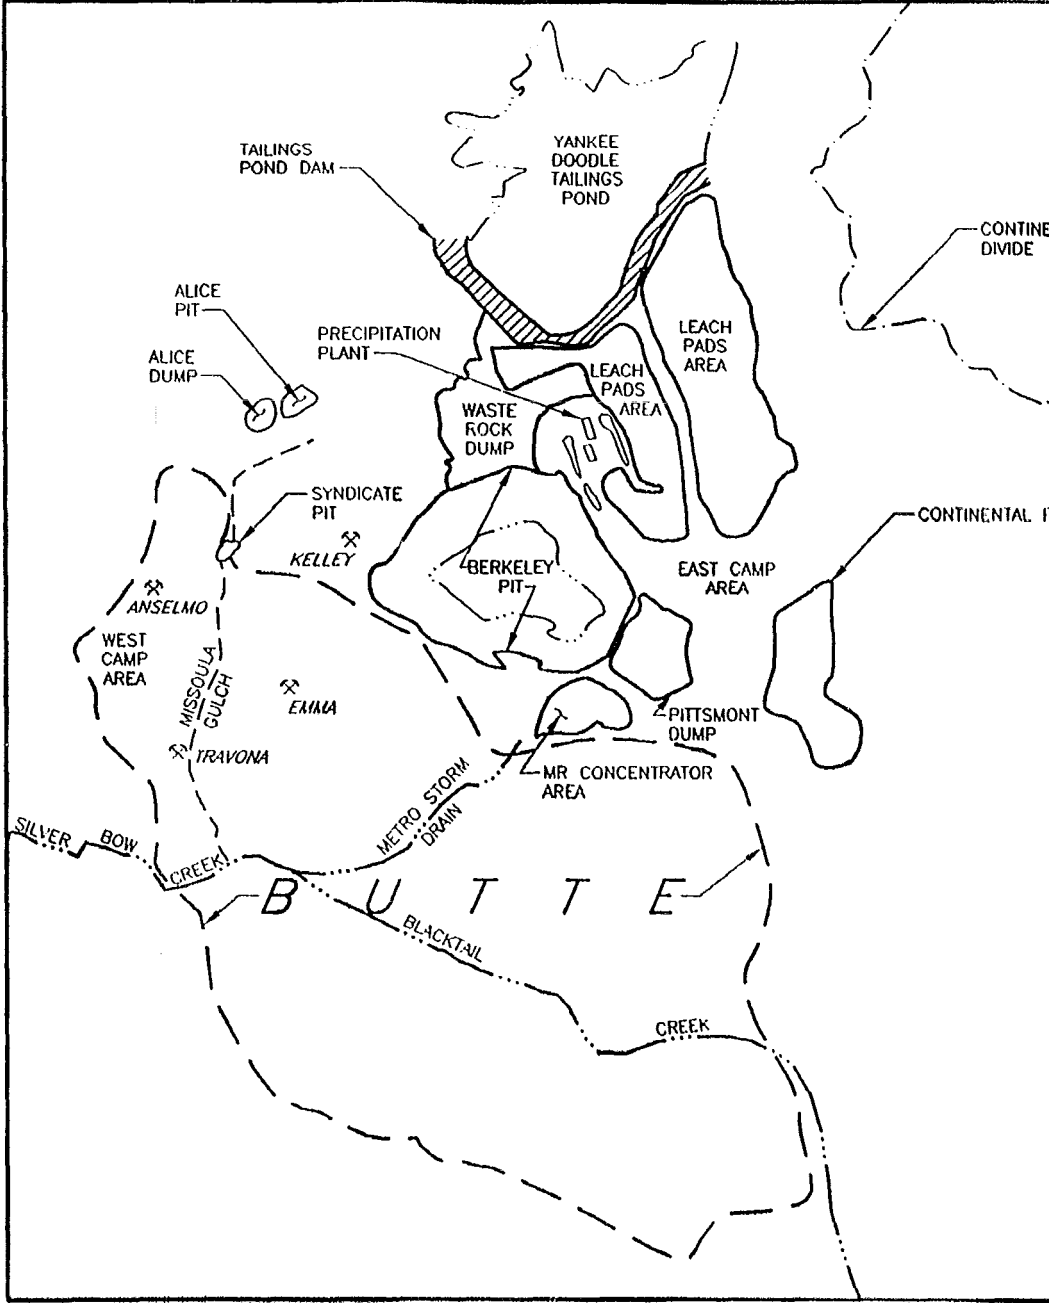 YANKEE
DOODLE
TAILINGS
POND
TAILINGS
POND DAM
CONTINE
DIVIDE
ALICE
PIT
PRECIPITATION
PLANT
LEACH
PADS
AREA
ALICE
DUMP
LEACH
PADS
AREA
WASTE
ROCK
DUMP
SYNDICATE
PIT
CONTINENTAL P
KELLEY
BERKELEY
PIT
EAST CAMP
AREA
ANSELMO
WEST
CAMP
AREA
MISSOULA
GULCH
EMMA
PITTSMONT
DUMP
TRAVONA
MR CONCENTRATOR
AREA
METRO STORM
DRAIN
SILVER BOW CREEK
BUTTE
BLACKTAIL
CREEK